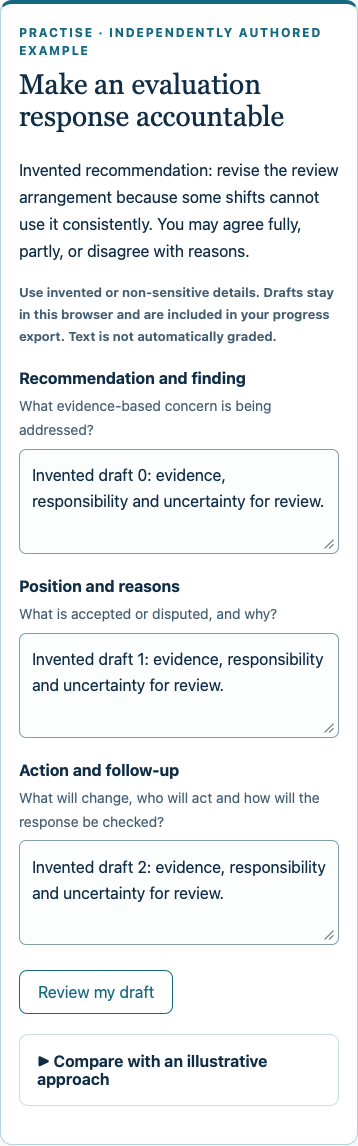 PRACTISE · INDEPENDENTLY AUTHORED
EXAMPLE
Make an evaluation
response accountable
Invented recommendation: revise the review
arrangement because some shifts cannot
use it consistently. You may agree fully,
partly, or disagree with reasons.
Use invented or non-sensitive details. Drafts stay
in this browser and are included in your progress
export. Text is not automatically graded.
Recommendation and finding
What evidence-based concern is being
addressed?
Invented draft 0: evidence,
responsibility and uncertainty for review.
Position and reasons
What is accepted or disputed, and why?
Invented draft 1: evidence, responsibility
and uncertainty for review.
Action and follow-up
What will change, who will act and how will the
response be checked?
Invented draft 2: evidence, responsibility
and uncertainty for review.
Review my draft
Compare with an illustrative
approach